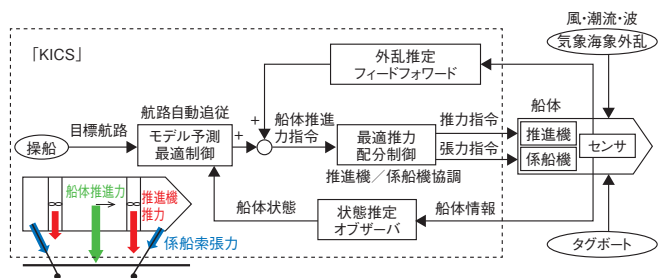 風・潮流・波
気象海象外乱
「KICS」
外乱推定
フィードフォワード
航路自動追従
船体推進
力指令
推力指令
船体
操船
目標航路
モデル予測
最適制御
+
+
最適推力
配分制御
張力指令
推進機
係船機
センサ
推進機/係船機協調
船体推進力
推進機
推力
船体状態
状態推定
オブザーバ
船体情報
係船索張力
タグボート